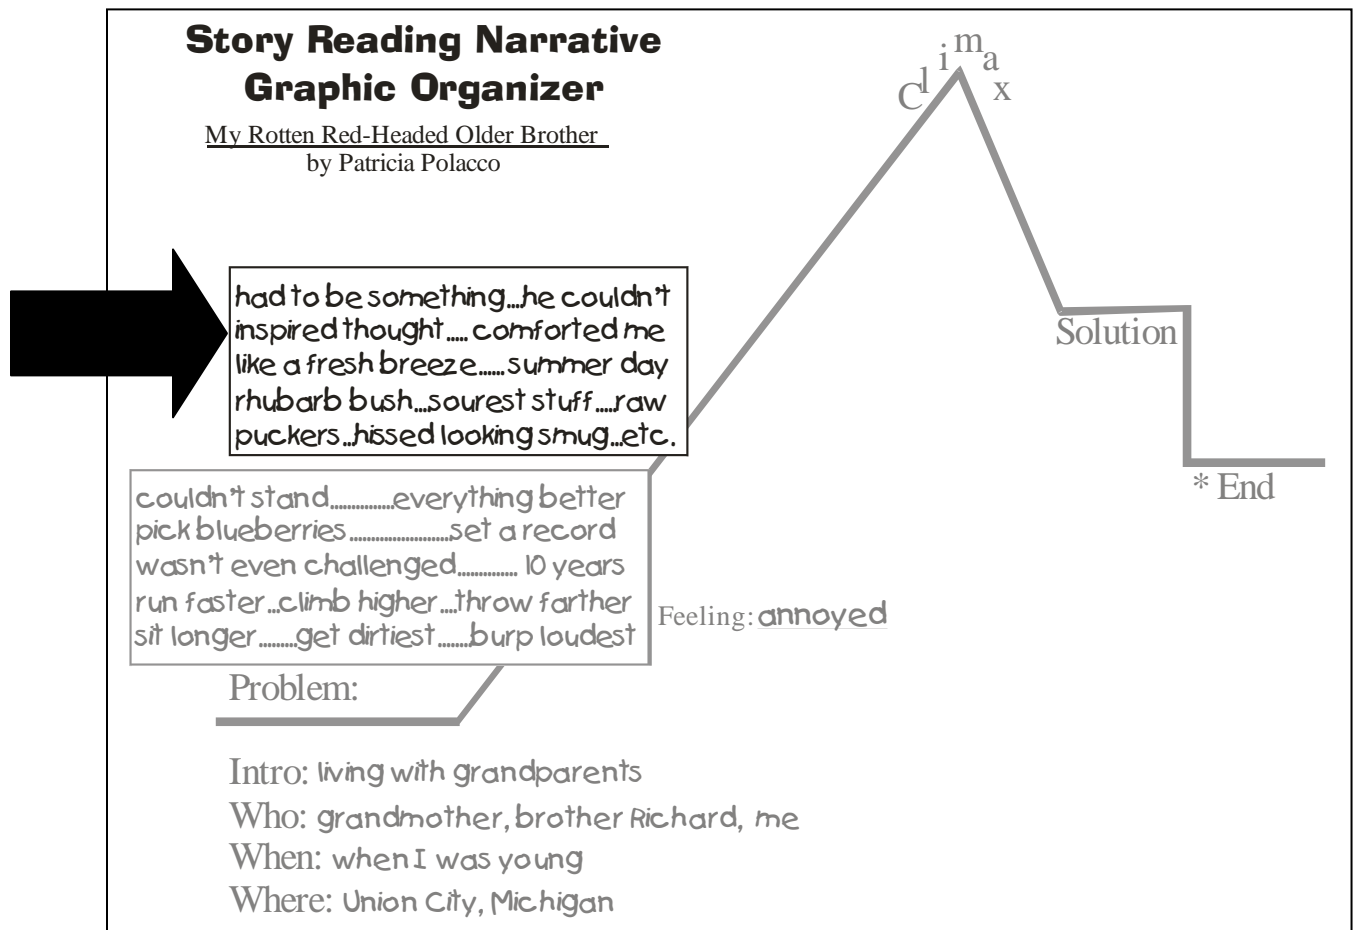 Story Reading Narrative
Graphic Organizer
My Rotten Red-Headed Older Brother
by Patricia Polacco
Climax
had to be something...he couldn't
inspired thought..... comforted me
like a fresh breeze......summer day
rhubarb bush...sourest stuff.....raw
puckers...hissed looking smug...etc.
Solution
* End
couldn't stand..............everything better
pick blueberries.......................set a record
wasn't even challenged.............. 10 years
run faster...climb higher....throw farther
sit longer.........get dirtiest.......burp loudest
Feeling: annoyed
Problem:
Intro: living with grandparents
Who: grandmother, brother Richard, me
When: when I was young
Where: Union City, Michigan